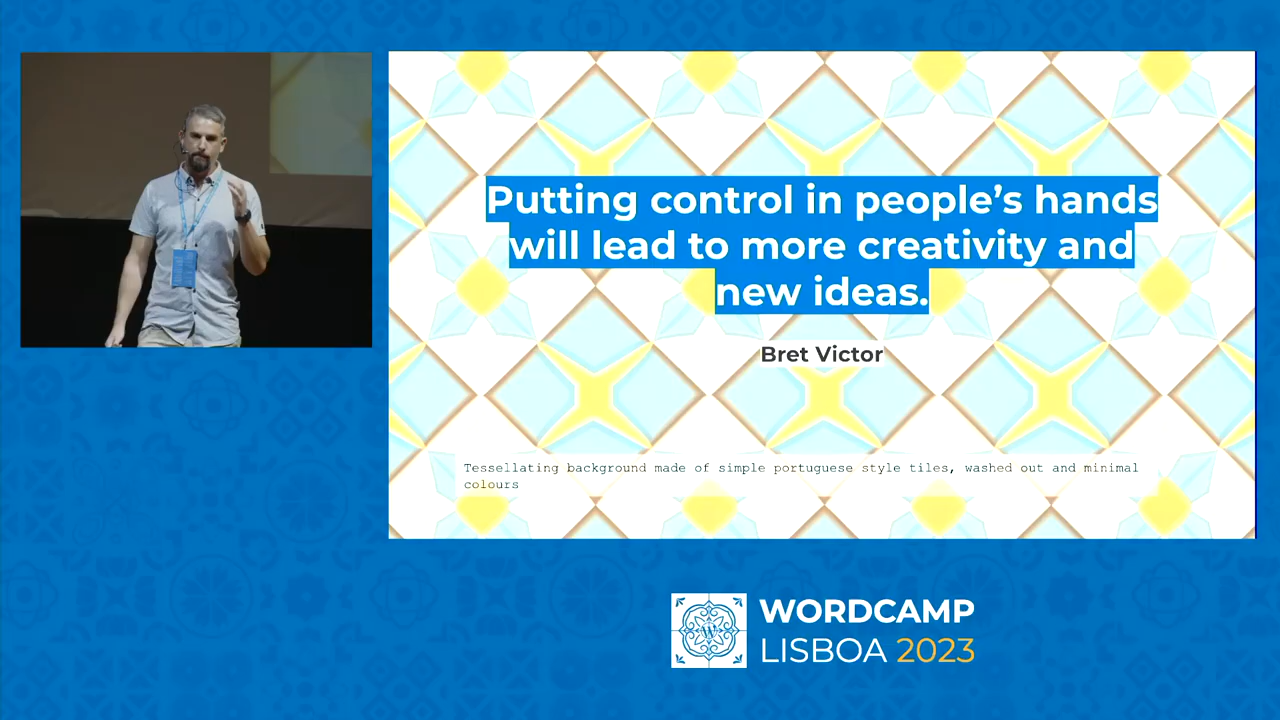 Putting control in people’s hands
will lead to more creativity and
new ideas.
Bret Victor
Tessellating background made of simple portuguese style tiles, washed out and minimal
colours
WORDCAMP
LISBOA 2023